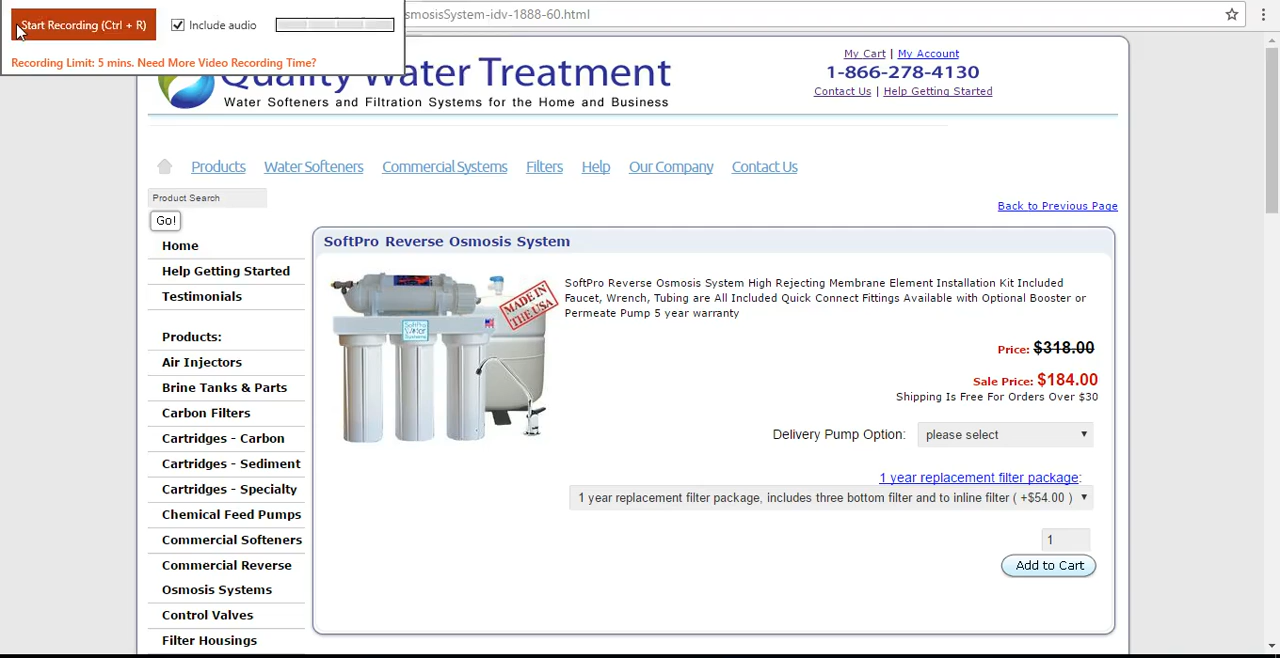 Start Recording (Ctrl + R)
Include audio
Recording Limit: 5 mins. Need More Video Recording Time?
smosisSystem-idv-1888-60.html
Quality Water Treatment
Water Softeners and Filtration Systems for the Home and Business
My Cart | My Account
1-866-278-4130
Contact Us | Help Getting Started
Products
Water Softeners
Commercial Systems
Filters
Help
Our Company
Contact Us
Product Search
Go!
Back to Previous Page
Home
Help Getting Started
Testimonials
Products:
Air Injectors
Brine Tanks & Parts
Carbon Filters
Cartridges - Carbon
Cartridges - Sediment
Cartridges - Specialty
Chemical Feed Pumps
Commercial Softeners
Commercial Reverse
Osmosis Systems
Control Valves
Filter Housings
SoftPro Reverse Osmosis System
MADE IN
THE USA
SoftPro
Water
Systems
SoftPro Reverse Osmosis System High Rejecting Membrane Element Installation Kit Included
Faucet, Wrench, Tubing are All Included Quick Connect Fittings Available with Optional Booster or
Permeate Pump 5 year warranty
Price: $318.00
Sale Price: $184.00
Shipping Is Free For Orders Over $30
Delivery Pump Option: please select
1 year replacement filter package:
1 year replacement filter package, includes three bottom filter and to inline filter ( +$54.00 )
1
Add to Cart